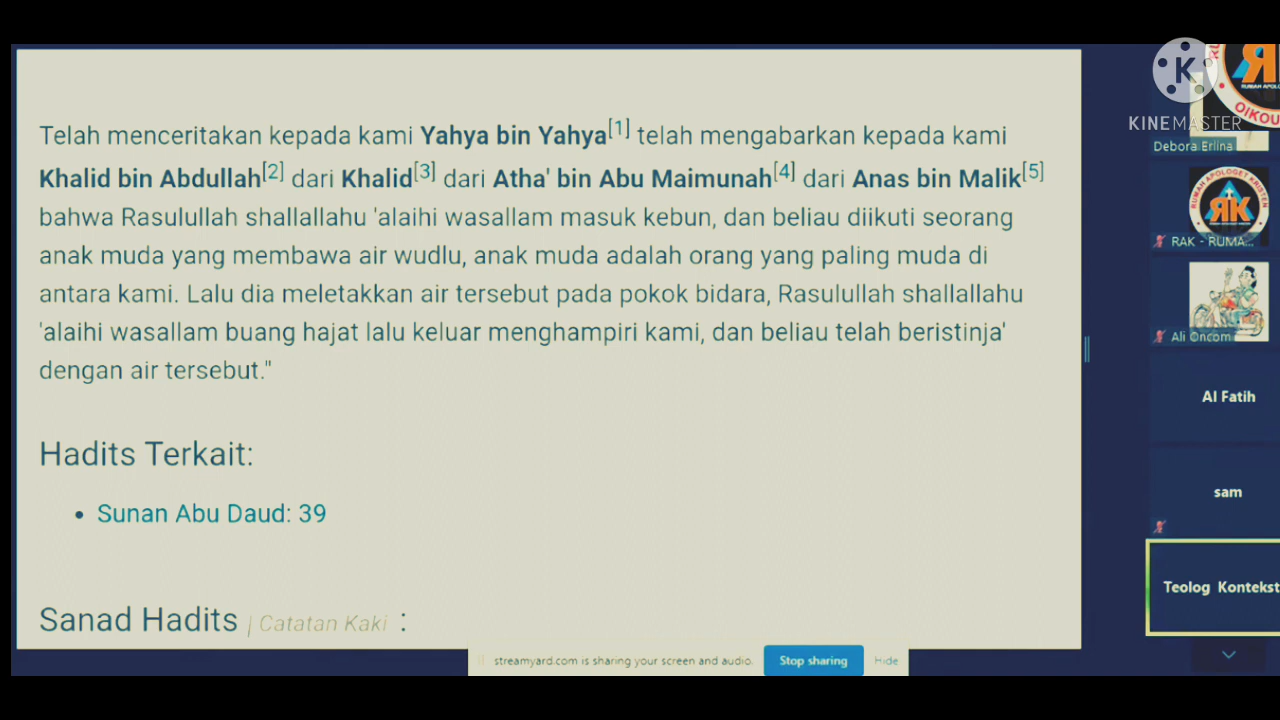 Telah menceritakan kepada kami Yahya bin Yahya[1] telah mengabarkan kepada kami
Khalid bin Abdullah[2] dari Khalid[3] dari Atha' bin Abu Maimunah[4] dari Anas bin Malik[5]
bahwa Rasulullah shallallahu 'alaihi wasallam masuk kebun, dan beliau diikuti seorang
anak muda yang membawa air wudlu, anak muda adalah orang yang paling muda di
antara kami. Lalu dia meletakkan air tersebut pada pokok bidara, Rasulullah shallallahu
'alaihi wasallam buang hajat lalu keluar menghampiri kami, dan beliau telah beristinja'
dengan air tersebut."
Hadits Terkait:
• Sunan Abu Daud: 39
Sanad Hadits | Catatan Kaki :
streamyard.com is sharing your screen and audio.
Stop sharing
Hide
K
KINEMASTER
OIKOU
Debora Erlina
RUMAH APOLOGET KRISTEN
RK
RAK - RUMA...
Ali Oncom
Al Fatih
sam
Teolog Kontekst